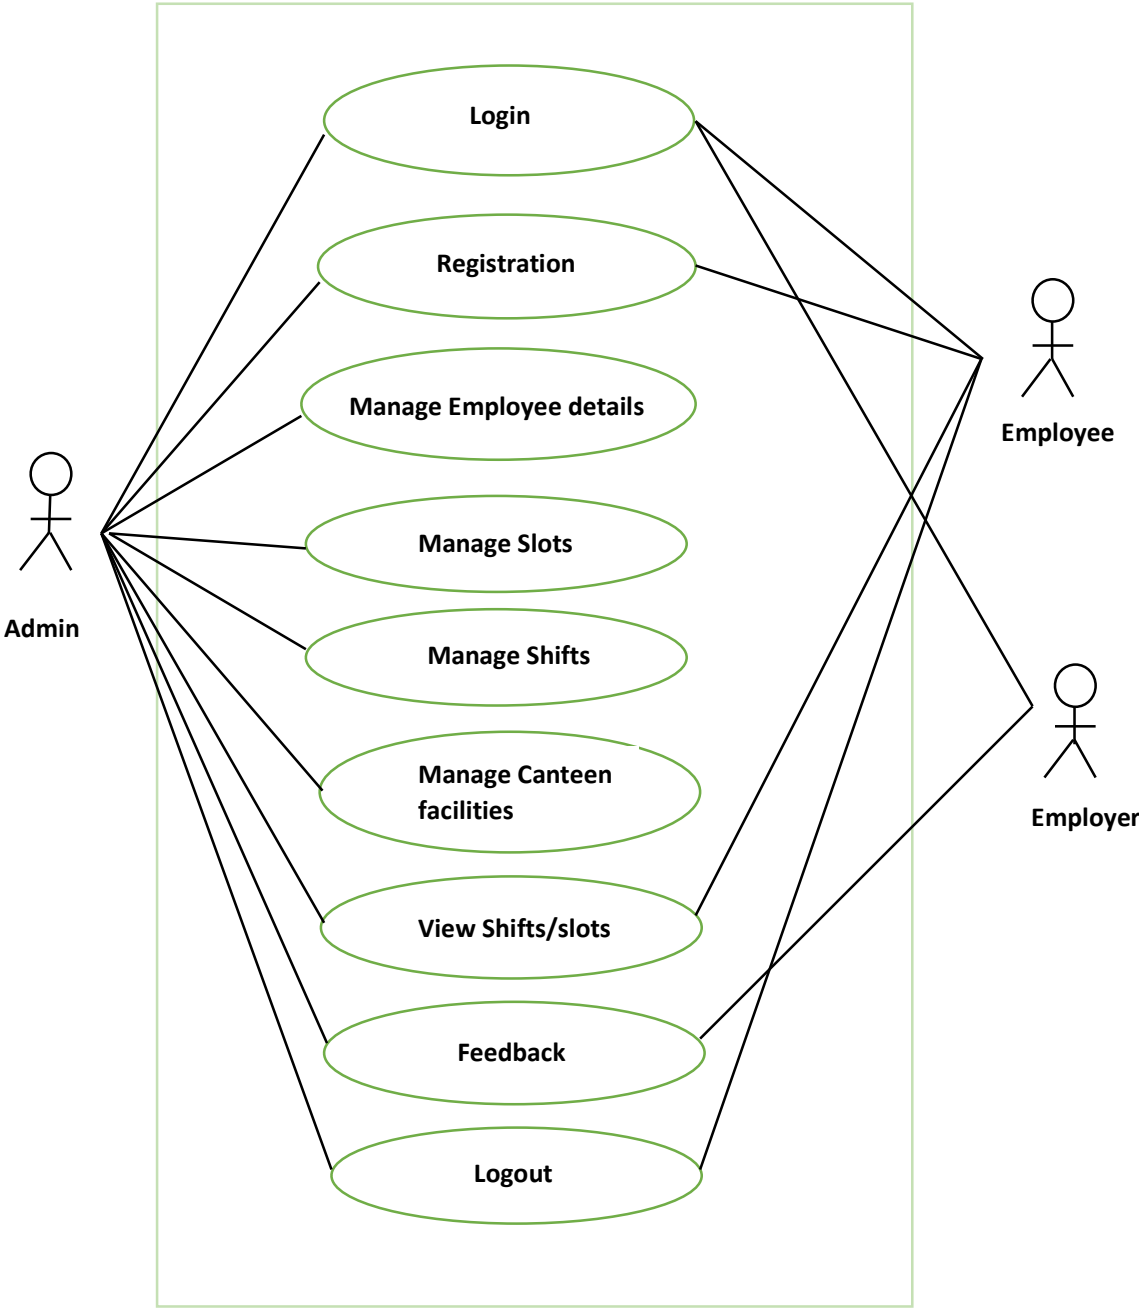 Login
Registration
Manage Employee details
Employee
Manage Slots
Admin
Manage Shifts
Manage Canteen
facilities
Employer
View Shifts/slots
Feedback
Logout